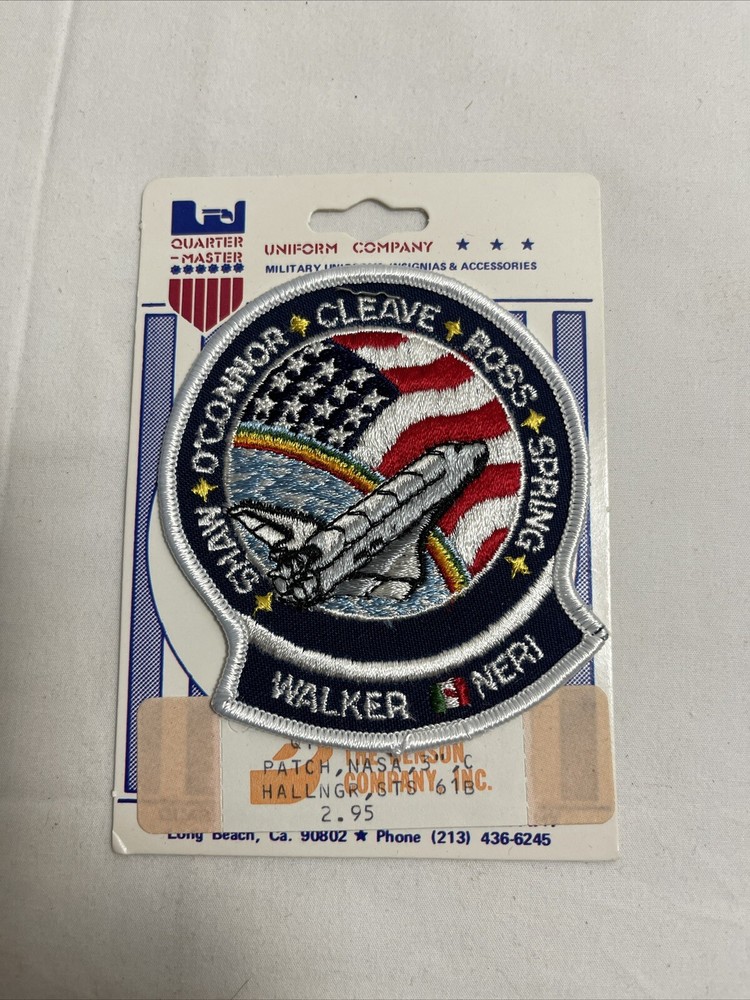 QUARTER
-MASTER
UNIFORM COMPANY ★ ★ ★
MILITARY INSIGNIAS & ACCESSORIES
SHAW O'CONNOR CLEAVE ROSS SPRING
WALKER NERI
COMPANY, INC.
PATCH,NASA,3",C
HALLNGR,STS 61B
2.95
Long Beach, Ca. 90802 ★ Phone (213) 436-6245